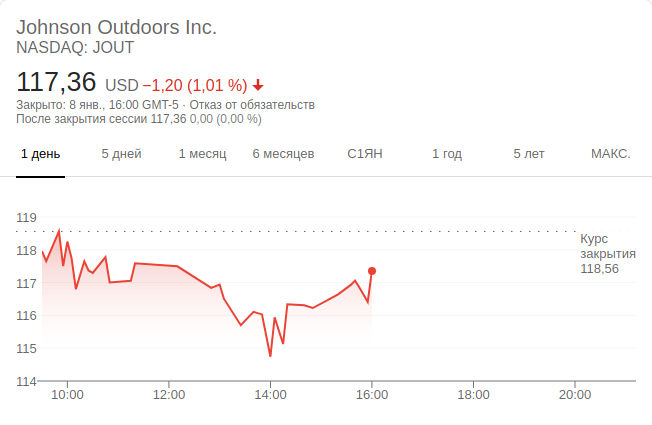 Johnson Outdoors Inc.
NASDAQ: JOUT
117,36 USD −1,20 (1,01 %)
Закрыто: 8 янв., 16:00 GMT-5 · Отказ от обязательств
После закрытия сессии 117,36 0,00 (0,00 %)
1 день 5 дней 1 месяц 6 месяцев С1ЯН 1 год 5 лет МАКС.
119
118
117
116
115
114
Курс
закрытия
118,56
10:00 12:00 14:00 16:00 18:00 20:00